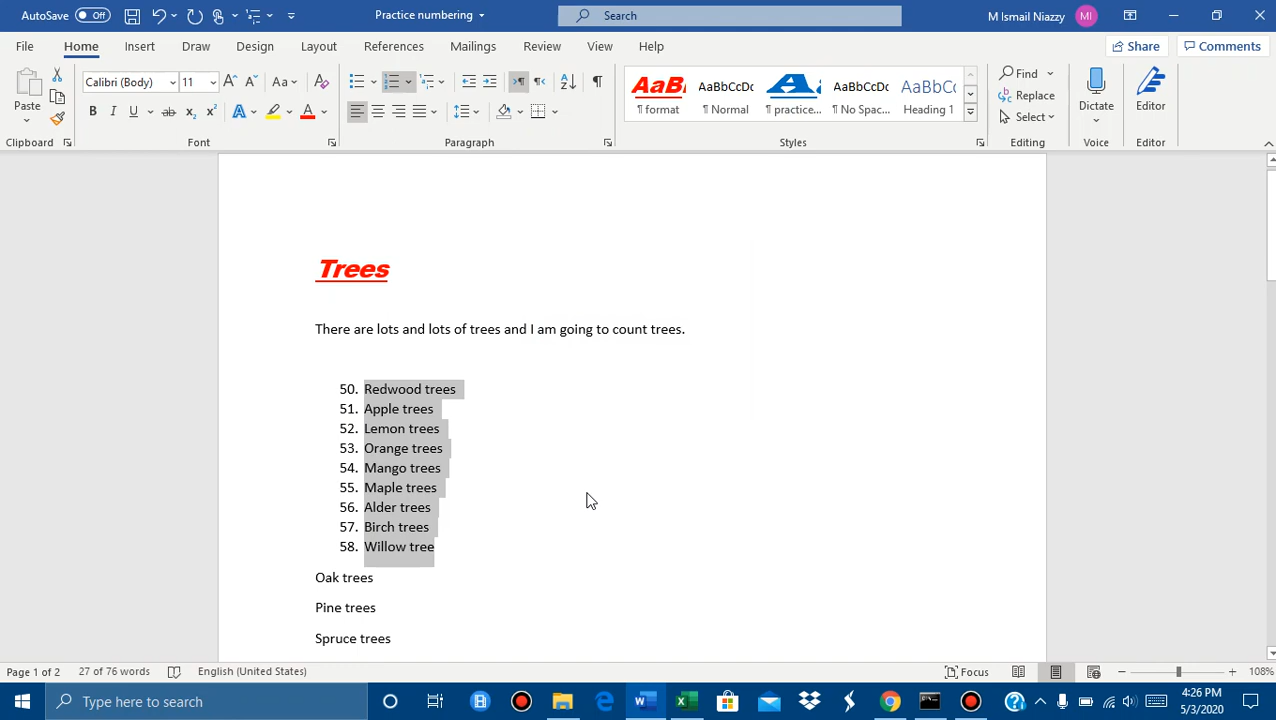 AutoSave Off Practice numbering Search M Ismail Niazzy MI
File Home Insert Draw Design Layout References Mailings Review View Help Share Comments
Paste Calibri (Body) 11 Aa AaB AaBbCcDc A AaBbCcDc AaBbC Find
¶ format ¶ Normal ¶ practice... ¶ No Spac... Heading 1 Replace Dictate Editor
B I U ab x₂ x² A A Select
Clipboard Font Paragraph Styles Editing Voice Editor
Trees
There are lots and lots of trees and I am going to count trees.
50. Redwood trees
51. Apple trees
52. Lemon trees
53. Orange trees
54. Mango trees
55. Maple trees
56. Alder trees
57. Birch trees
58. Willow tree
Oak trees
Pine trees
Spruce trees
Page 1 of 2 27 of 76 words English (United States) Focus 108%
Type here to search 4:26 PM
5/3/2020